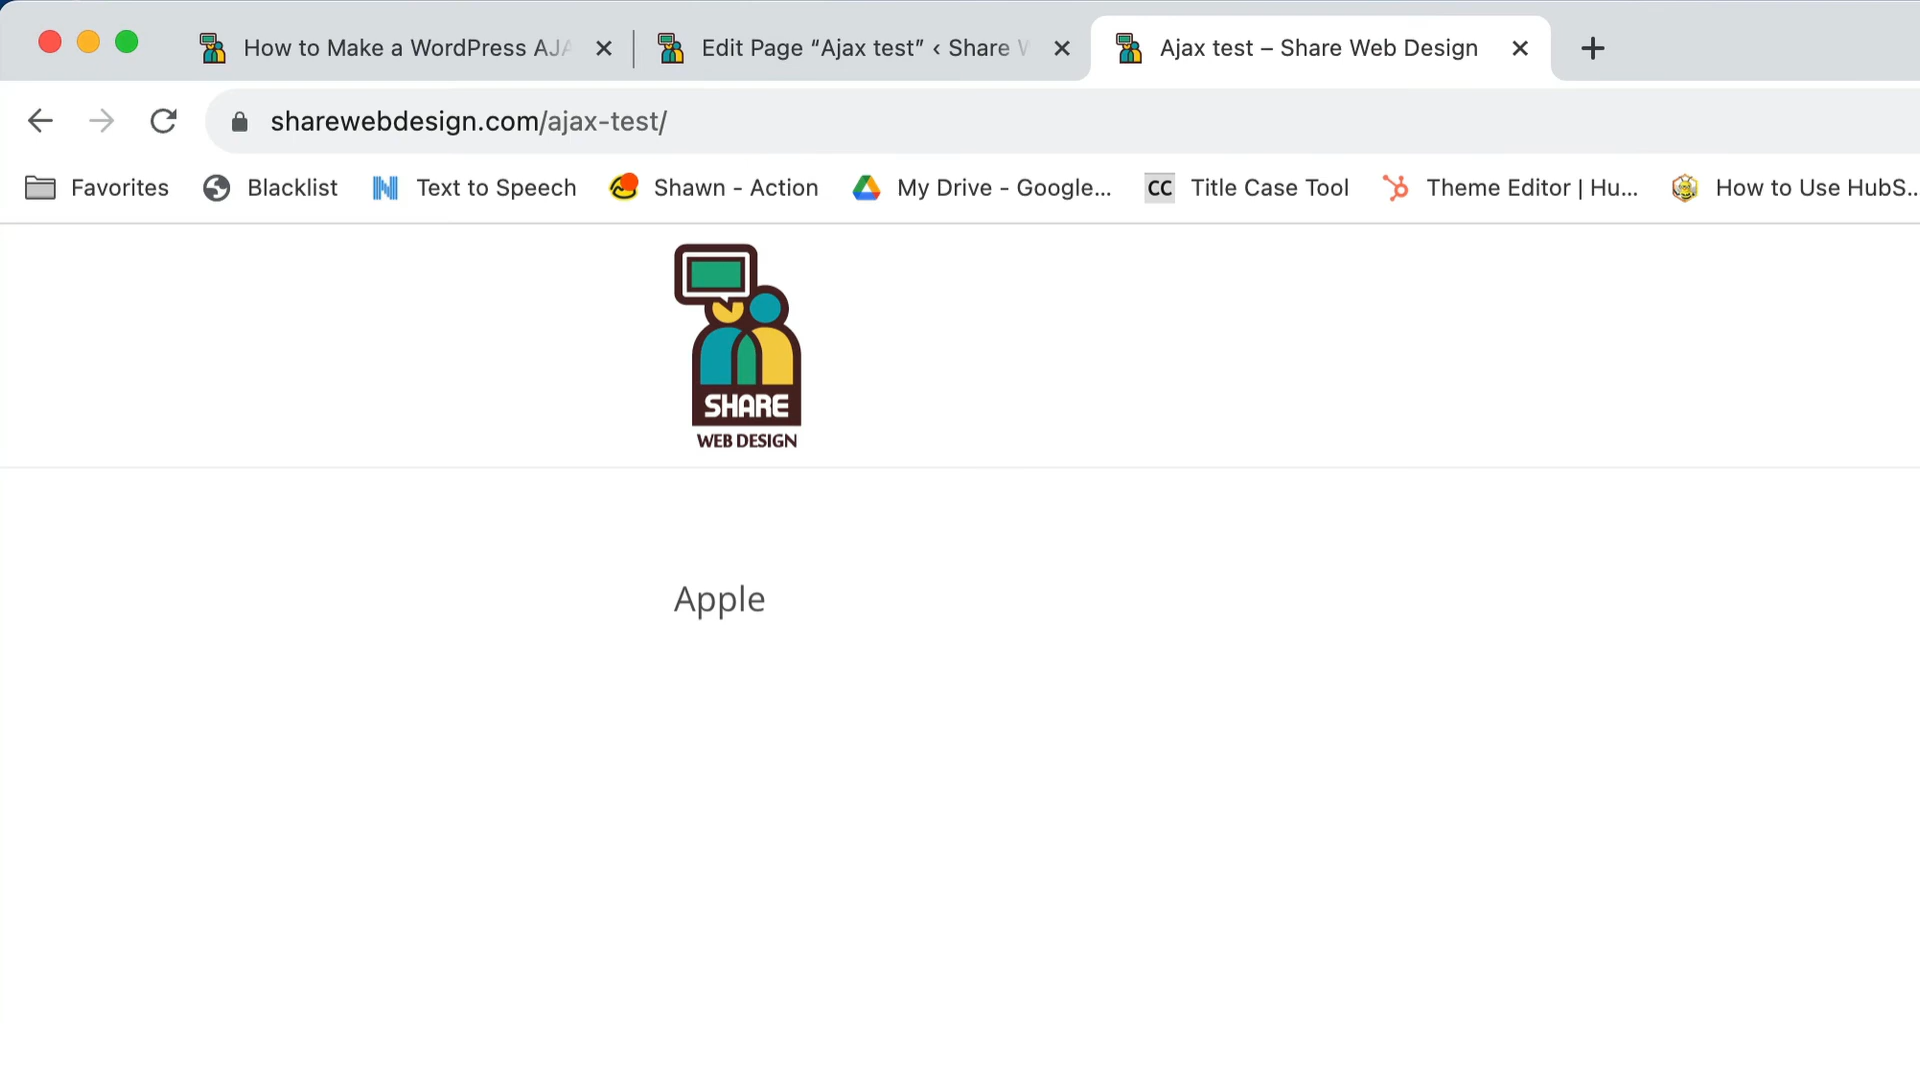 How to Make a WordPress AJA
Edit Page “Ajax test” ‹ Share W
Ajax test – Share Web Design
sharewebdesign.com/ajax-test/
Favorites
Blacklist
Text to Speech
Shawn - Action
My Drive - Google...
CC Title Case Tool
Theme Editor | Hu...
How to Use HubS...
SHARE
WEB DESIGN
Apple